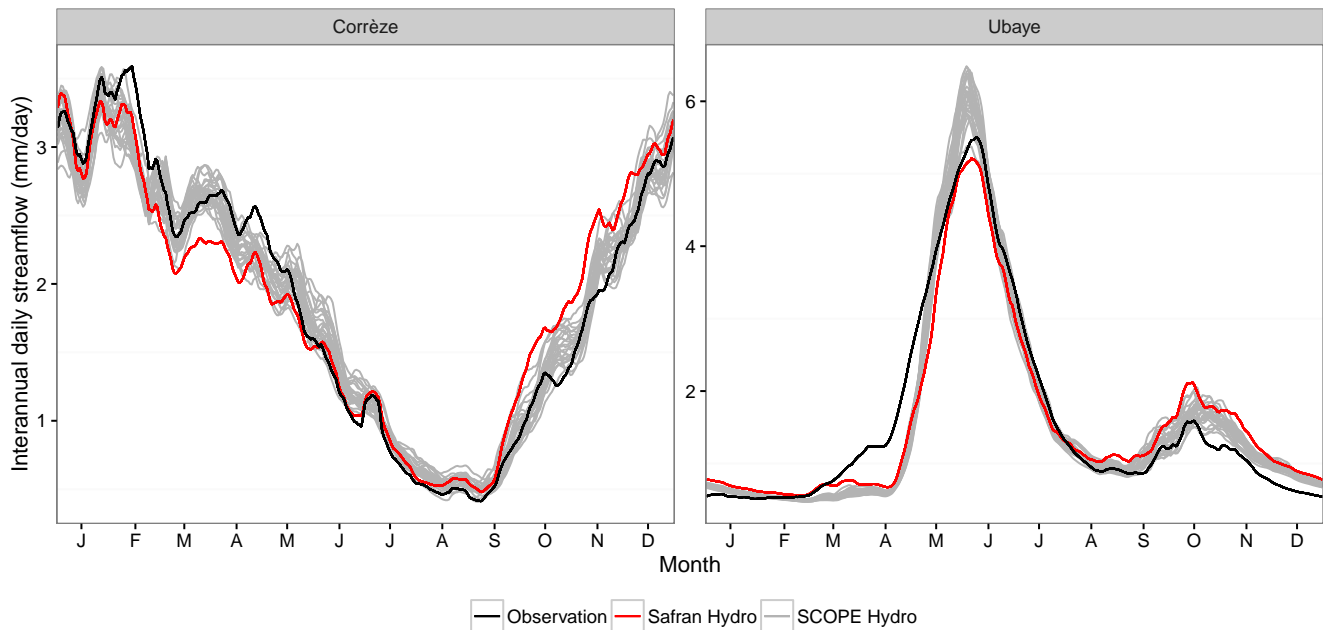 Corrèze
Ubaye
Interannual daily streamflow (mm/day)
3
2
1
6
4
2
J F M A M J J A S O N D
J F M A M J J A S O N D
Month
Observation Safran Hydro SCOPE Hydro